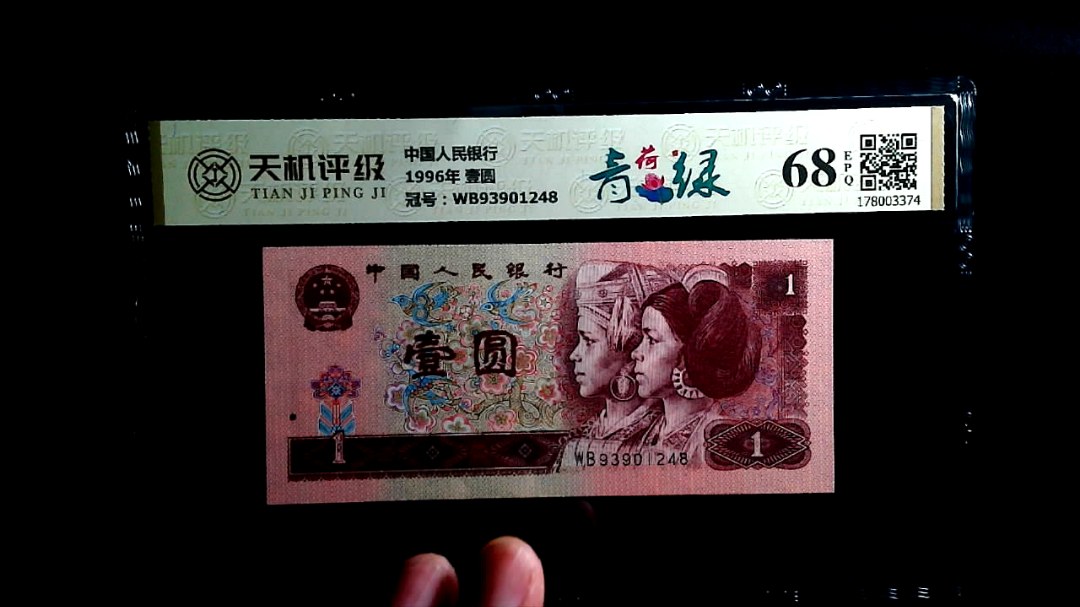 天机评级
TIAN JI PING JI
中国人民银行
1996年 壹圆
冠号：WB93901248
青荷绿
68
EPQ
178003374
中国人民银行
1
壹圆
1
1
WB93901248